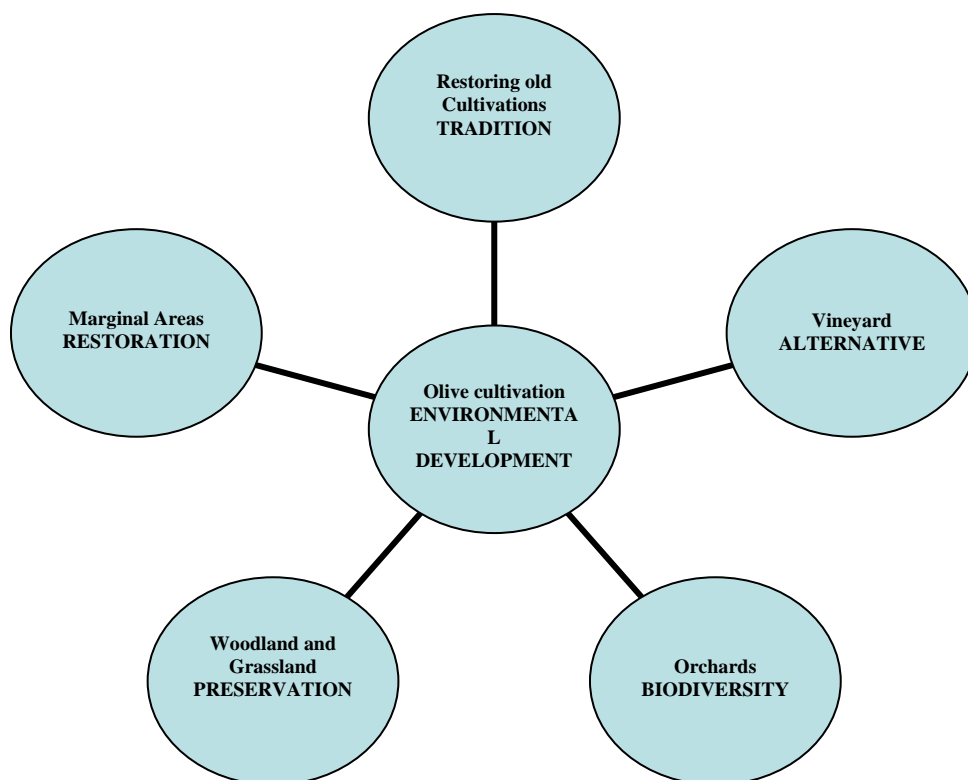 Restoring old
Cultivations
TRADITION
Marginal Areas
RESTORATION
Vineyard
ALTERNATIVE
Olive cultivation
ENVIRONMENTA
L
DEVELOPMENT
Woodland and
Grassland
PRESERVATION
Orchards
BIODIVERSITY